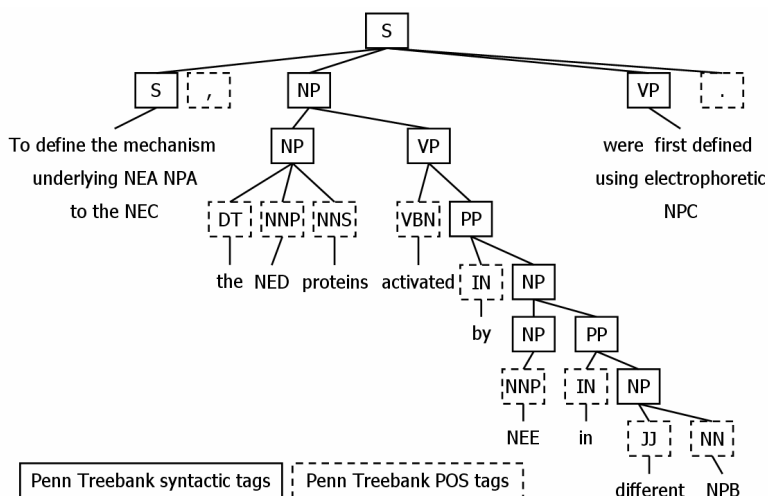 S
S , NP VP .
To define the mechanism
underlying NEA NPA
to the NEC
NP VP
were first defined
using electrophoretic
NPC
DT NNP NNS VBN PP
the NED proteins activated IN NP
by NP PP
NNP IN NP
NEE in JJ NN
different NPB
Penn Treebank syntactic tags Penn Treebank POS tags